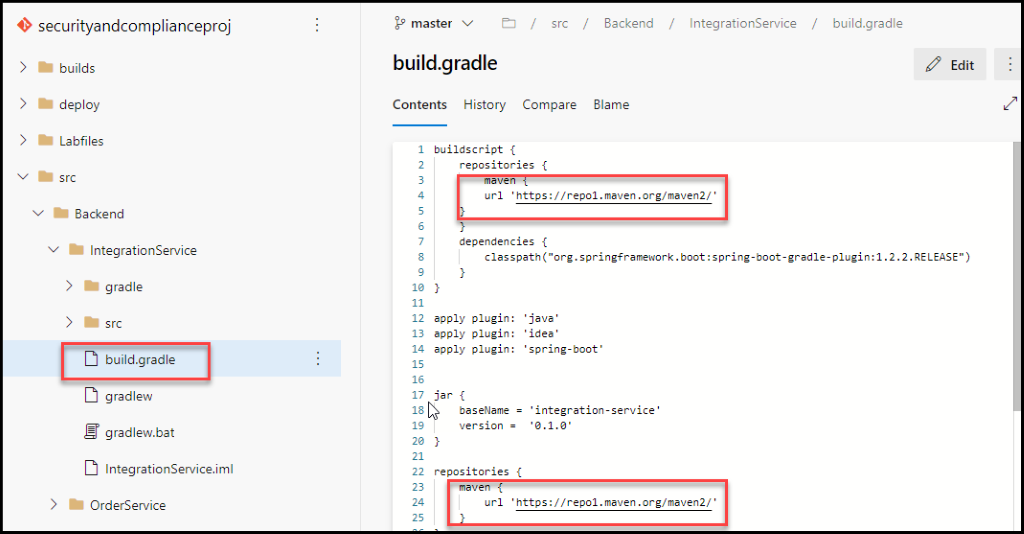 securityandcomplianceproj
builds
deploy
Labfiles
src
Backend
IntegrationService
gradle
src
build.gradle
gradlew
gradlew.bat
IntegrationService.iml
OrderService
master / src / Backend / IntegrationService / build.gradle
build.gradle
Edit
Contents History Compare Blame
1 buildscript {
2 repositories {
3 maven {
4 url 'https://repo1.maven.org/maven2/'
5 }
6 }
7 dependencies {
8 classpath("org.springframework.boot:spring-boot-gradle-plugin:1.2.2.RELEASE")
9 }
10 }
11
12 apply plugin: 'java'
13 apply plugin: 'idea'
14 apply plugin: 'spring-boot'
15
16
17 jar {
18 baseName = 'integration-service'
19 version =  '0.1.0'
20 }
21
22 repositories {
23 maven {
24 url 'https://repo1.maven.org/maven2/'
25 }